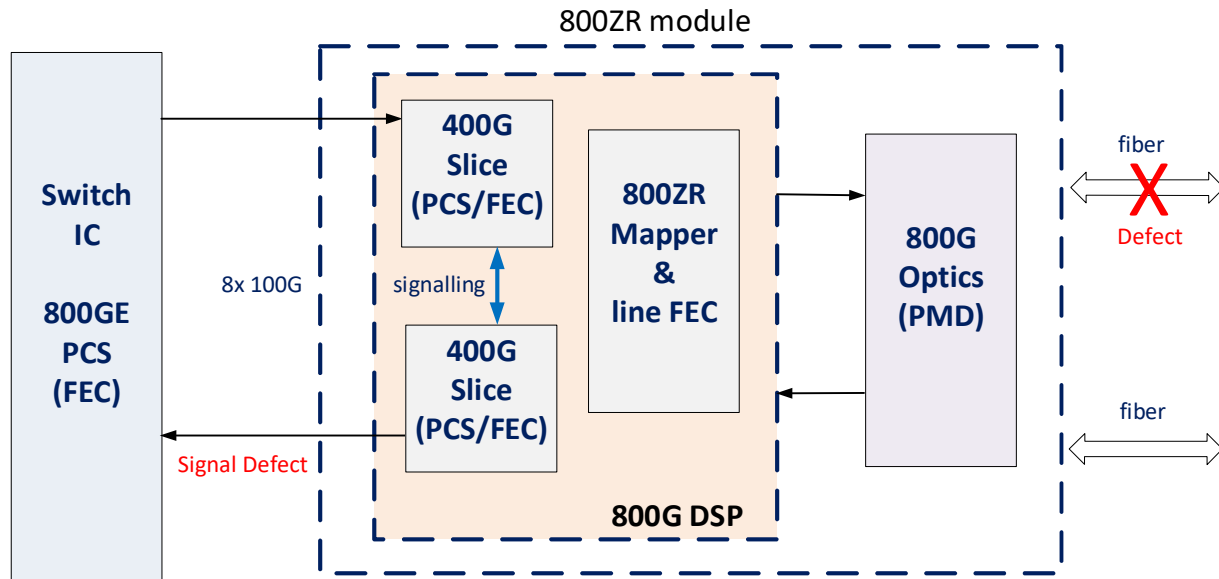 800ZR module
Switch
IC
800GE
PCS
(FEC)
8x 100G
Signal Defect
400G
Slice
(PCS/FEC)
signalling
400G
Slice
(PCS/FEC)
800ZR
Mapper
&
line FEC
800G DSP
800G
Optics
(PMD)
fiber
X
Defect
fiber